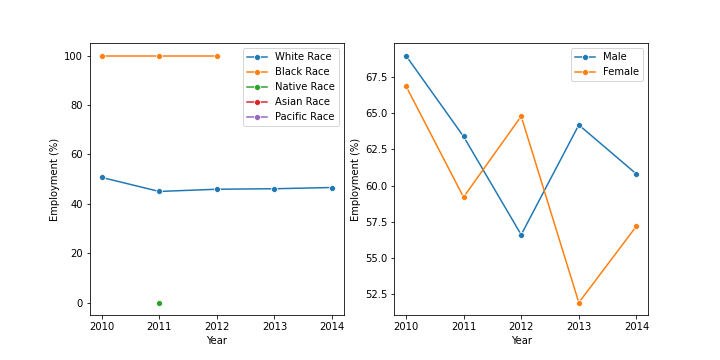 100
80
60
40
20
0
Employment (%)
2010 2011 2012 2013 2014
Year
White Race
Black Race
Native Race
Asian Race
Pacific Race
67.5
65.0
62.5
60.0
57.5
55.0
52.5
Employment (%)
2010 2011 2012 2013 2014
Year
Male
Female